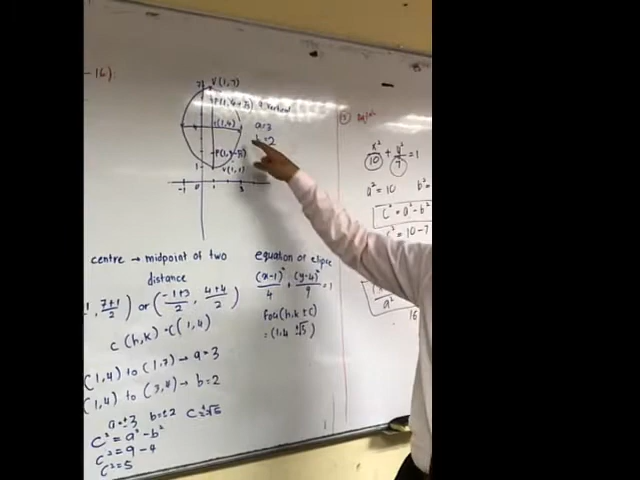 -16)
7
V(1,7)
F(1,4+√5)
vertical
C(1,4)
a=3
b=2
F(1,4-√5)
V(1,1)
1
-1 0 1 3
centre → midpoint of two
distance
1, 7+1/2) or (-1+3/2, 4+4/2)
C(h,k) = C(1,4)
(1,4) to (1,7) → a=3
(1,4) to (3,4) → b=2
a=±3 b=±2 c=±√5
c²=a²-b²
c²=9-4
c²=5
equation of elipse
(x-1)²/4 + (y-4)²/9 = 1
foci(h,k±c)
=(1,4±√5)
x²/10 + y²/7 = 1
a²=10 b²=
c²=a²-b²
c²=10-7
a²
16